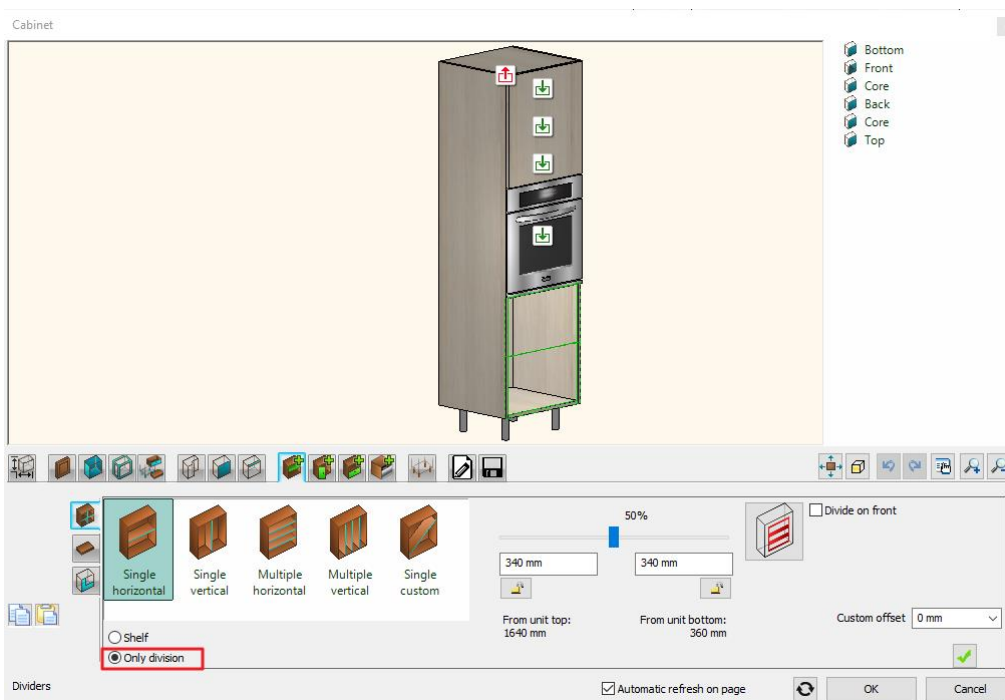 Cabinet
Bottom
Front
Core
Back
Core
Top
Single
horizontal
Single
vertical
Multiple
horizontal
Multiple
vertical
Single
custom
Shelf
Only division
50%
340 mm
340 mm
From unit top:
1640 mm
From unit bottom:
360 mm
Divide on front
Custom offset
0 mm
Dividers
Automatic refresh on page
OK
Cancel